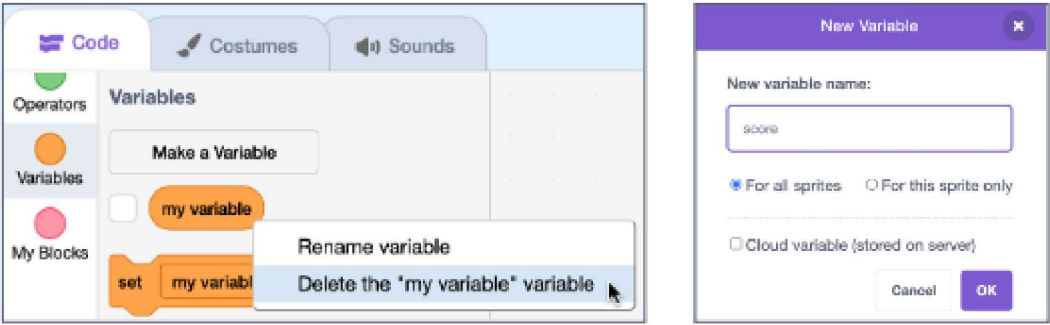 Code
Costumes
Sounds
Operators
Variables
My Blocks
Variables
Make a Variable
my variable
set my variabl
Rename variable
Delete the "my variable" variable
New Variable
New variable name:
score
For all sprites For this sprite only
Cloud variable (stored on server)
Cancel OK